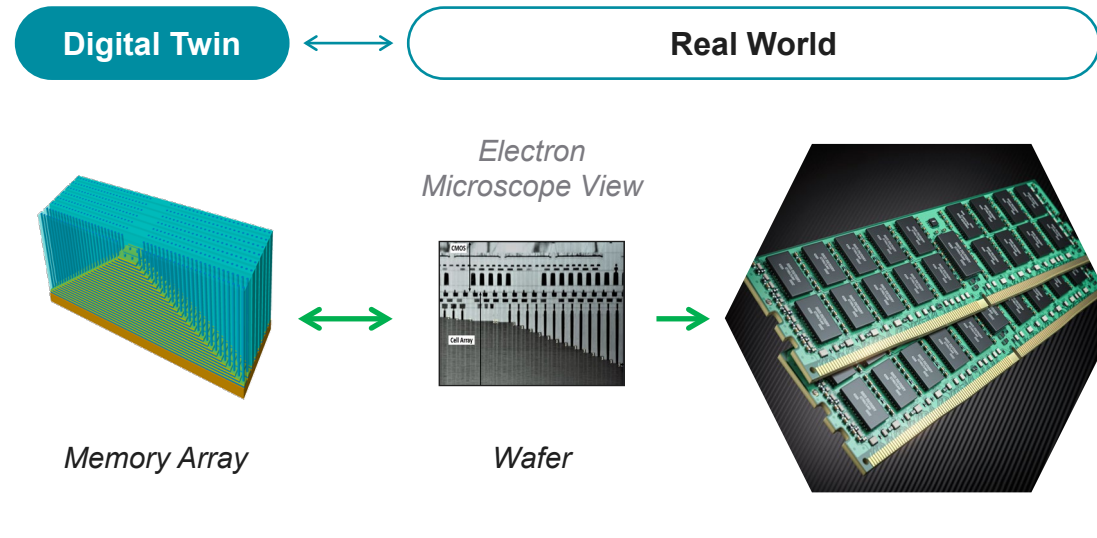 Digital Twin
Real World
Electron
Microscope View
CMOS
Cell Array
Memory Array
Wafer